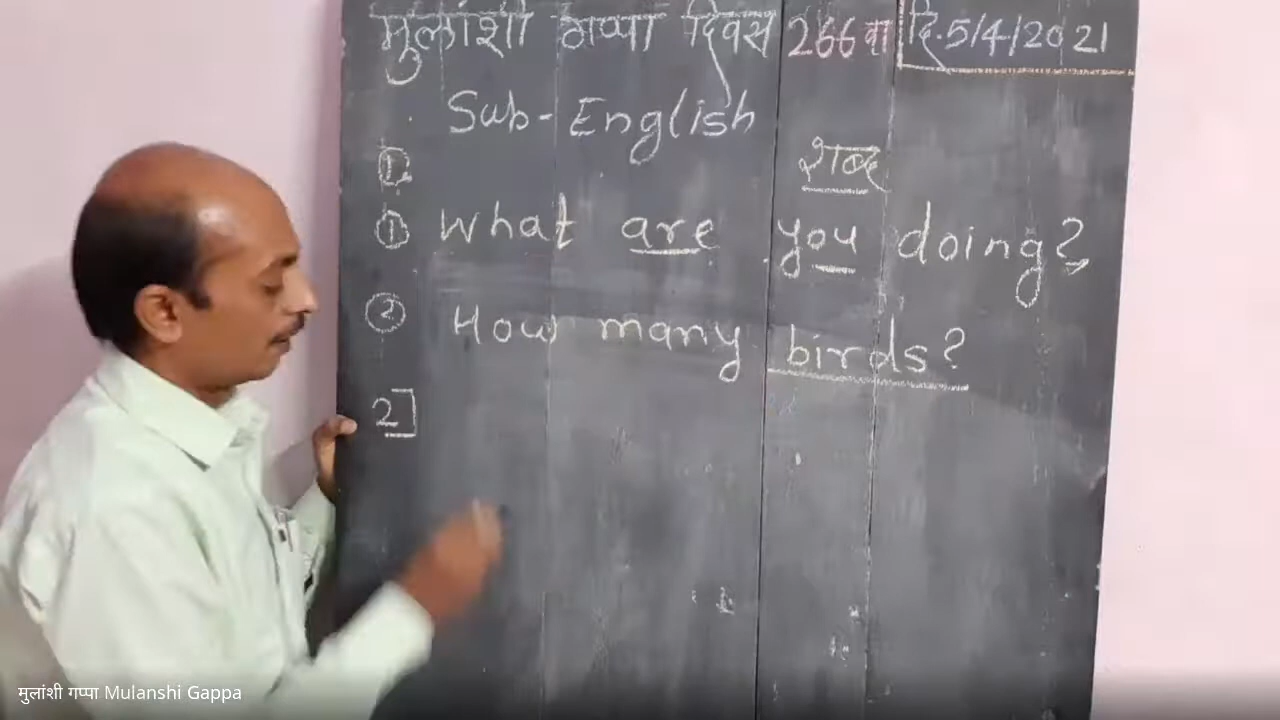 मुलांशी गप्पा दिवस 266वा दि.5/4/2021
Sub-English
①
शब्द
① What are you doing?
② How many birds?
2]
मुलांशी गप्पा Mulanshi Gappa